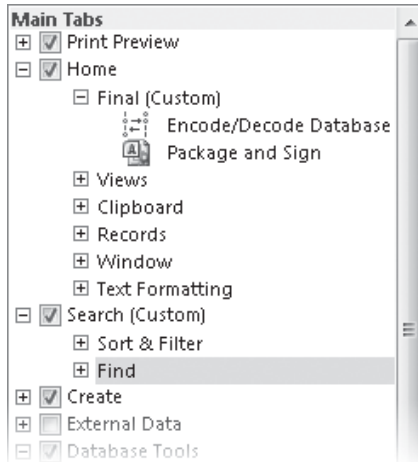 Main Tabs
Print Preview
Home
Final (Custom)
Encode/Decode Database
Package and Sign
Views
Clipboard
Records
Window
Text Formatting
Search (Custom)
Sort & Filter
Find
Create
External Data
Database Tools